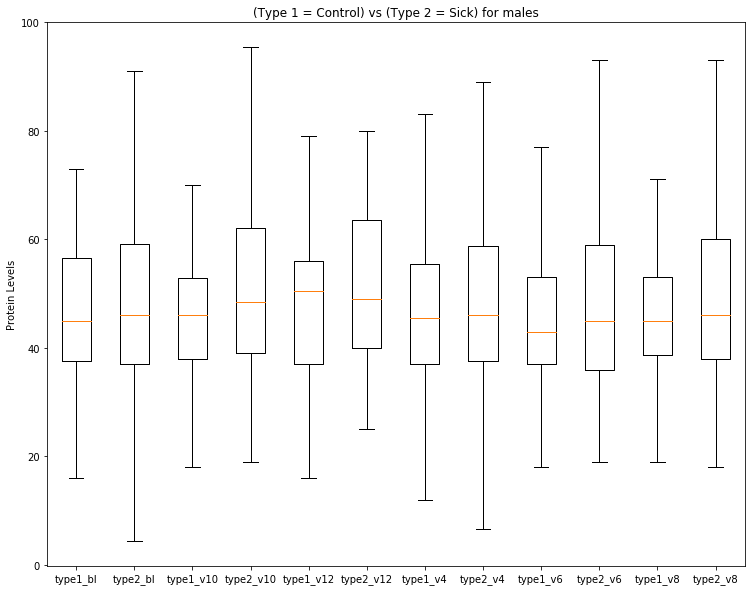 (Type 1 = Control) vs (Type 2 = Sick) for males
Protein Levels
100
80
60
40
20
0
type1_bl type2_bl type1_v10 type2_v10 type1_v12 type2_v12 type1_v4 type2_v4 type1_v6 type2_v6 type1_v8 type2_v8